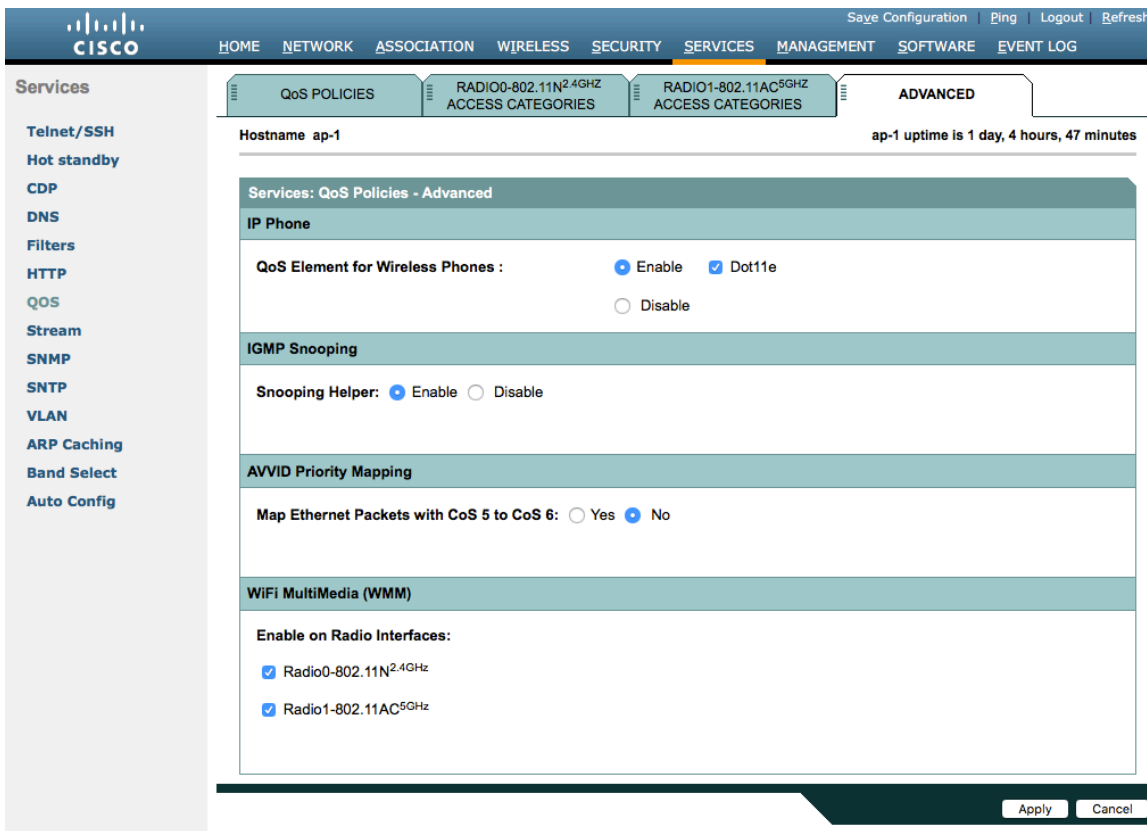 Save Configuration | Ping | Logout | Refresh
CISCO
HOME NETWORK ASSOCIATION WIRELESS SECURITY SERVICES MANAGEMENT SOFTWARE EVENT LOG
Services
Telnet/SSH
Hot standby
CDP
DNS
Filters
HTTP
QOS
Stream
SNMP
SNTP
VLAN
ARP Caching
Band Select
Auto Config
QoS POLICIES
RADIO0-802.11N2.4GHZ
ACCESS CATEGORIES
RADIO1-802.11AC5GHZ
ACCESS CATEGORIES
ADVANCED
Hostname ap-1
ap-1 uptime is 1 day, 4 hours, 47 minutes
Services: QoS Policies - Advanced
IP Phone
QoS Element for Wireless Phones : Enable Dot11e
Disable
IGMP Snooping
Snooping Helper: Enable Disable
AVVID Priority Mapping
Map Ethernet Packets with CoS 5 to CoS 6: Yes No
WiFi MultiMedia (WMM)
Enable on Radio Interfaces:
Radio0-802.11N2.4GHz
Radio1-802.11AC5GHz
Apply Cancel